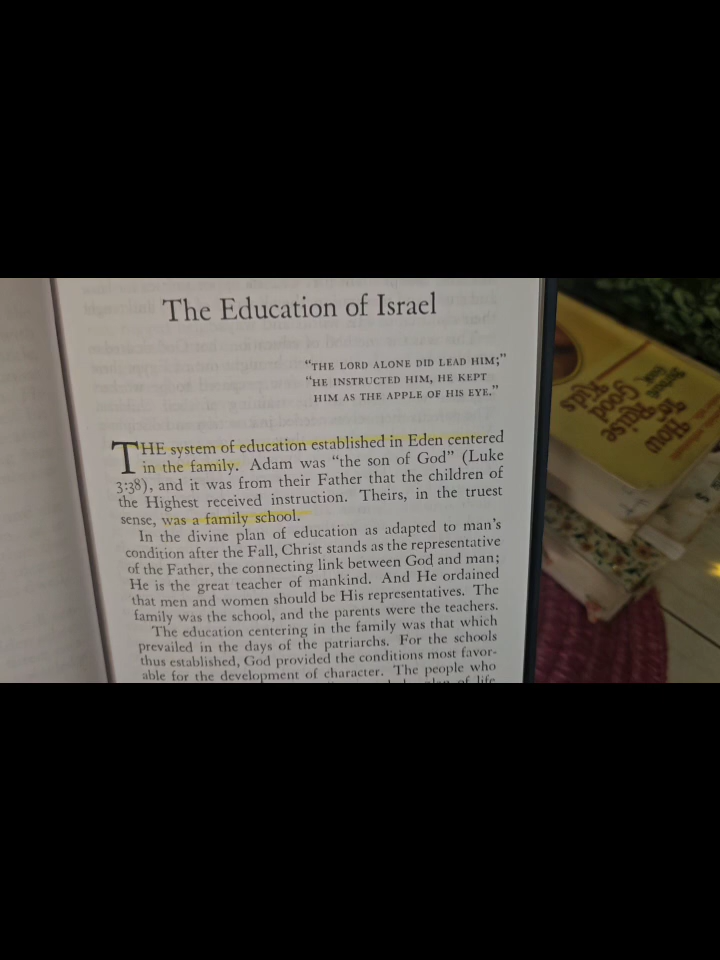 The Education of Israel
“THE LORD ALONE DID LEAD HIM;”
“HE INSTRUCTED HIM, HE KEPT
HIM AS THE APPLE OF HIS EYE.”
THE system of education established in Eden centered
in the family. Adam was “the son of God” (Luke
3:38), and it was from their Father that the children of
the Highest received instruction. Theirs, in the truest
sense, was a family school.
In the divine plan of education as adapted to man’s
condition after the Fall, Christ stands as the representative
of the Father, the connecting link between God and man;
He is the great teacher of mankind. And He ordained
that men and women should be His representatives. The
family was the school, and the parents were the teachers.
The education centering in the family was that which
prevailed in the days of the patriarchs. For the schools
thus established, God provided the conditions most favor-
able for the development of character. The people who
plan of life
How
To Raise
Good
Kids